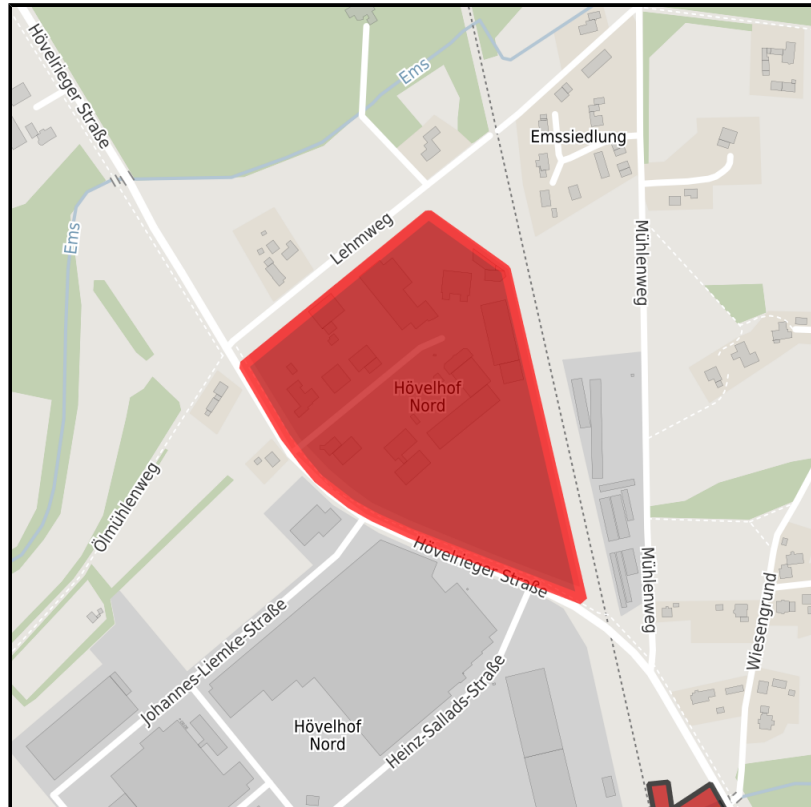 Hövelrieger Straße
Ems
Emssiedlung
Ems
Lehmweg
Mühlenweg
Hövelhof
Nord
Ölmühlenweg
Hövelrieger Straße
Mühlenweg
Wiesengrund
Johannes-Liemke-Straße
Heinz-Sallads-Straße
Hövelhof
Nord